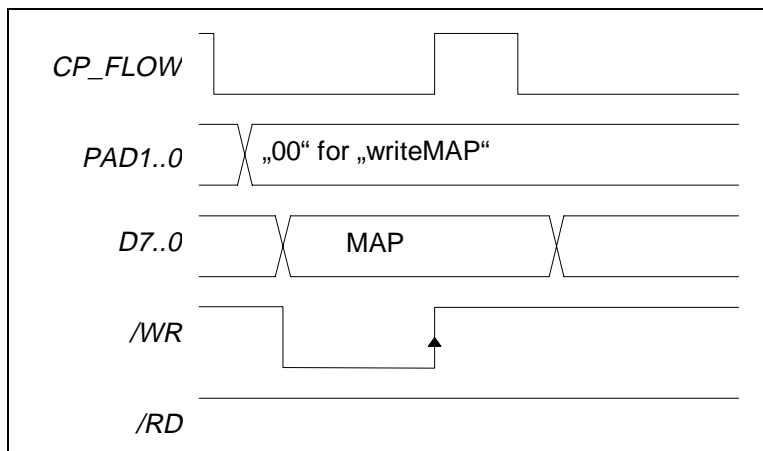 CP_FLOW
PAD1..0
„00“ for „writeMAP“
D7..0
MAP
/WR
/RD